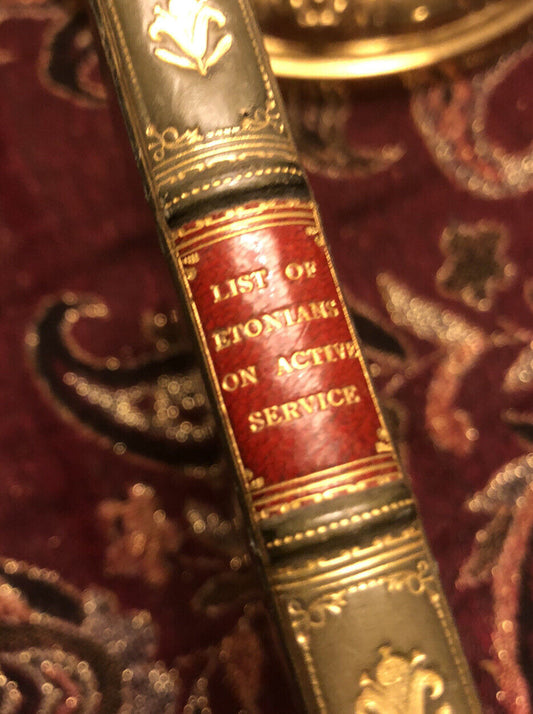 LIST OF
ETONIANS
ON ACTIVE
SERVICE